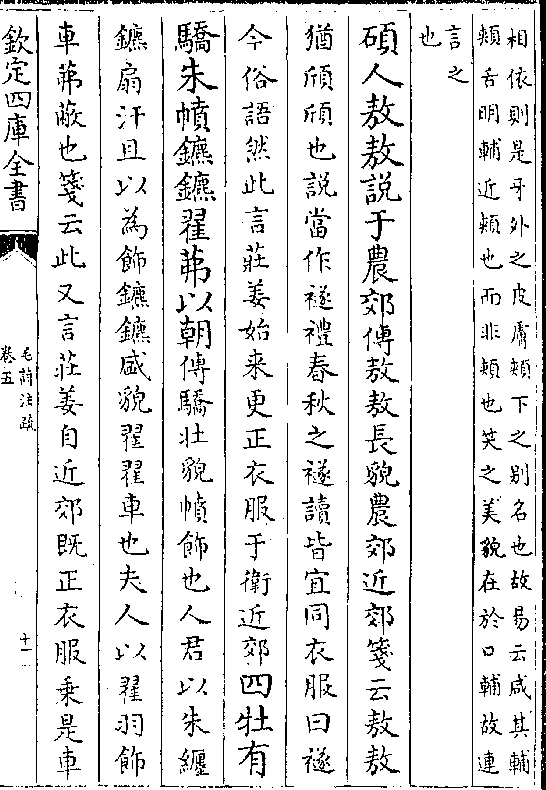 相依則是牙外之皮膚頰下之别名也故易云咸其輔
頰舌明輔近頰也而非頰也笑之美貌在於口輔故連
言之
也
碩人敖敖説于農郊傳敖敖長貌農郊近郊箋云敖敖
猶頎頎也説當作襚禮春秋之襚讀皆宜同衣服曰襚
今俗語然此言莊姜始来更正衣服于衛近郊四牡有
驕朱幩鑣鑣翟茀以朝傳驕壮貌幩飾也人君以朱纒
鑣扇汗且以為飾鑣鑣盛貌翟翟車也夫人以翟羽飾
車茀蔽也箋云此又言莊姜自近郊既正衣服乗是車
欽定四庫全書
毛詩注疏
卷五
十一